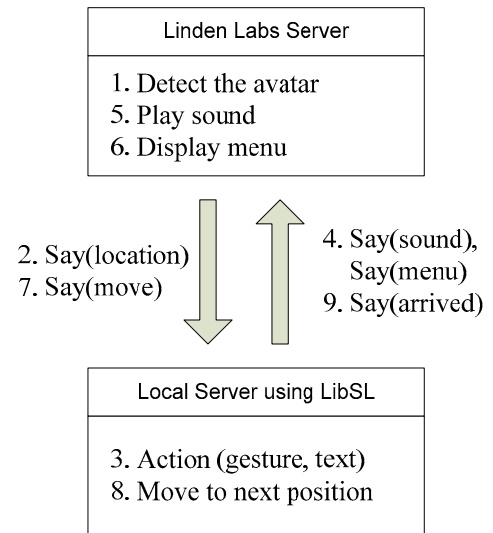 Linden Labs Server
1. Detect the avatar
5. Play sound
6. Display menu
2. Say(location)
7. Say(move)
4. Say(sound),
Say(menu)
9. Say(arrived)
Local Server using LibSL
3. Action (gesture, text)
8. Move to next position